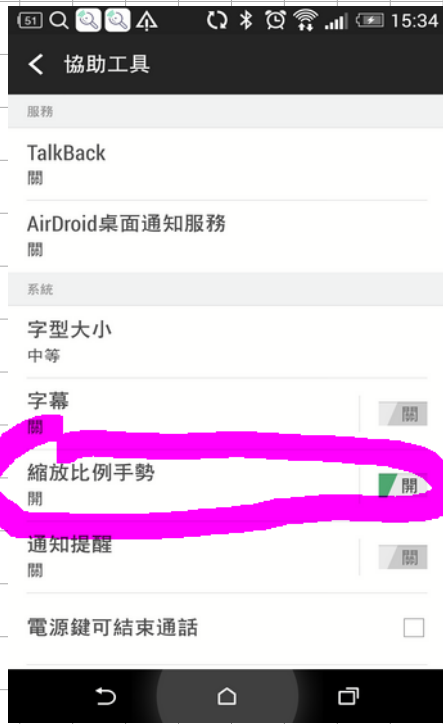 51 15:34
協助工具
服務
TalkBack
關
AirDroid桌面通知服務
關
系統
字型大小
中等
字幕
關
關
縮放比例手勢
開
開
通知提醒
關
關
電源鍵可結束通話